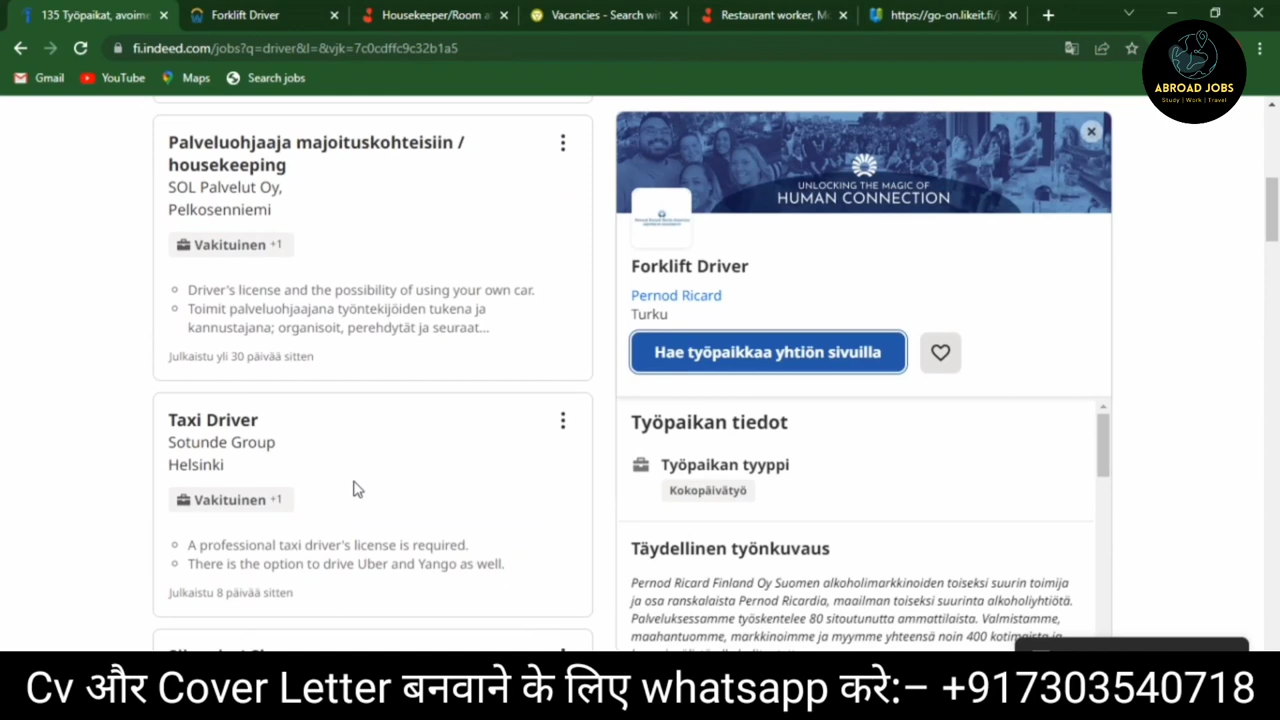 135 Työpaikat, avoime
Forklift Driver
Housekeeper/Room a
Vacancies - Search wit
Restaurant worker, Mc
https://go-on.likeit.fi/
fi.indeed.com/jobs?q=driver&l=&vjk=7c0cdffc9c32b1a5
Gmail
YouTube
Maps
Search jobs
ABROAD JOBS
Study | Work | Travel
Palveluohjaaja majoituskohteisiin /
housekeeping
SOL Palvelut Oy,
Pelkosenniemi
Vakituinen +1
Driver's license and the possibility of using your own car.
Toimit palveluohjaajana työntekijöiden tukena ja
kannustajana; organisoit, perehdytät ja seuraat...
Julkaistu yli 30 päivää sitten
Taxi Driver
Sotunde Group
Helsinki
Vakituinen +1
A professional taxi driver's license is required.
There is the option to drive Uber and Yango as well.
Julkaistu 8 päivää sitten
UNLOCKING THE MAGIC OF
HUMAN CONNECTION
Forklift Driver
Pernod Ricard
Turku
Hae työpaikkaa yhtiön sivuilla
Työpaikan tiedot
Työpaikan tyyppi
Kokopäivätyö
Täydellinen työnkuvaus
Pernod Ricard Finland Oy Suomen alkoholimarkkinoiden toiseksi suurin toimija
ja osa ranskalaista Pernod Ricardia, maailman toiseksi suurinta alkoholiyhtiötä.
Palveluksessamme työskentelee 80 sitoutunutta ammattilaista. Valmistamme,
maahantuomme, markkinoimme ja myymme yhteensä noin 400 kotimaista ja
Cv और Cover Letter बनवाने के लिए whatsapp करे:– +917303540718